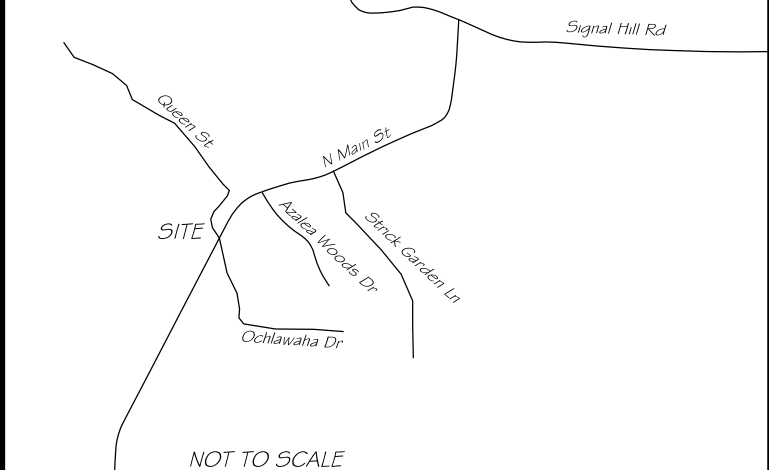 Signal Hill Rd
Queen St
N Main St
Azalea Woods Dr
Strick Garden Ln
SITE
Ochlawaha Dr
NOT TO SCALE